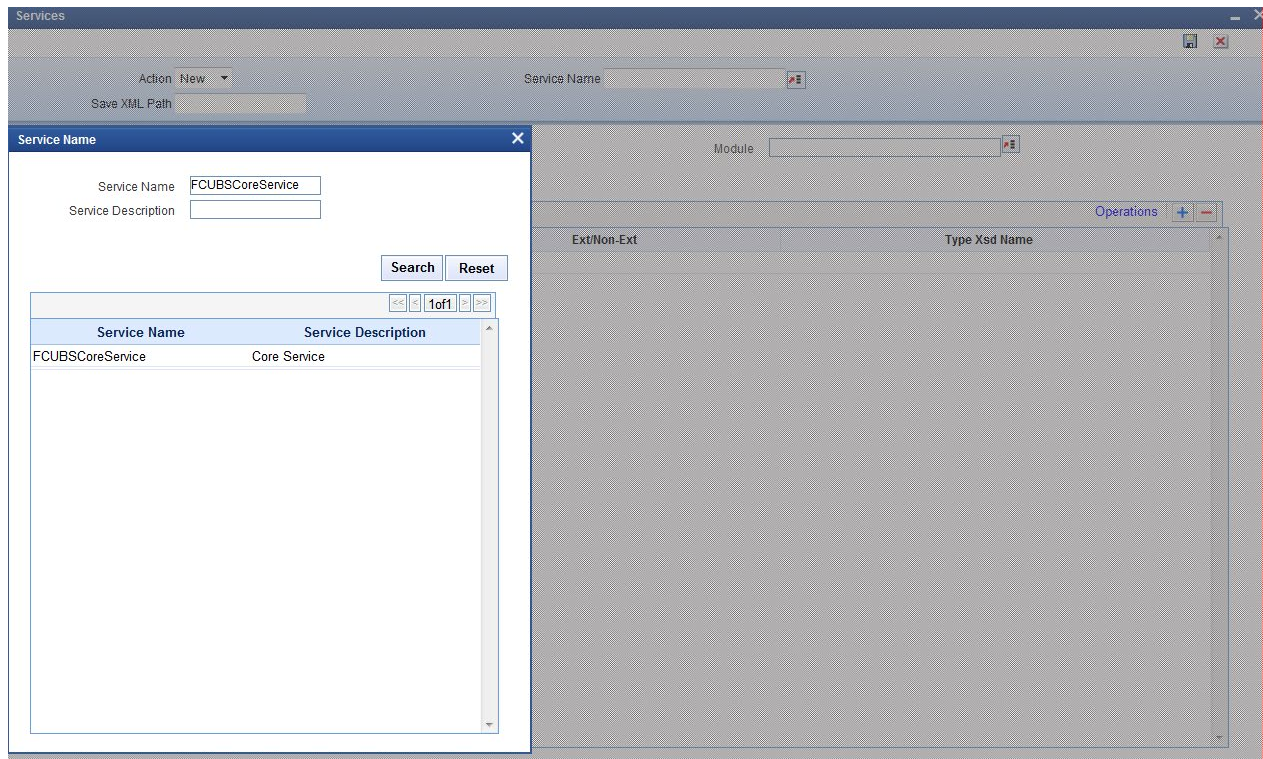 Services
Action New
Service Name
Save XML Path
Service Name
Module
Service Name FCUBSCoreService
Service Description
Operations
Ext/Non-Ext Type Xsd Name
Search Reset
<< < 1of1 > >>
Service Name Service Description
FCUBSCoreService Core Service